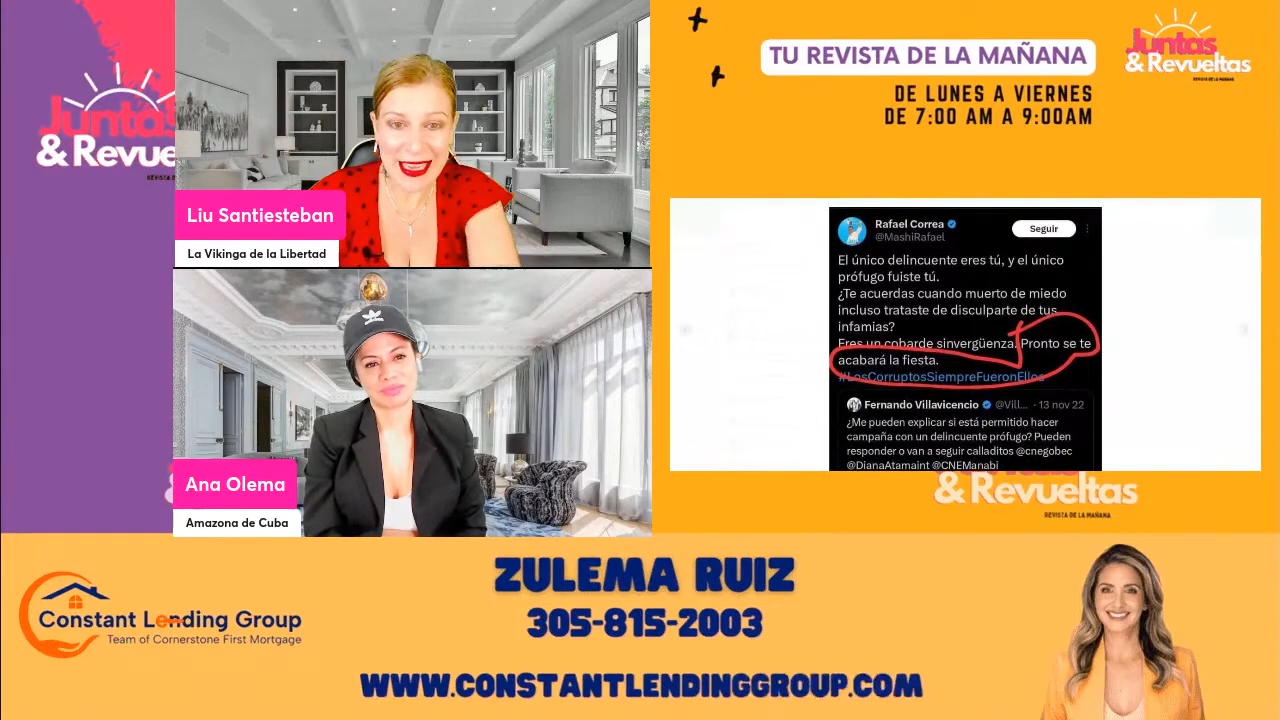 Juntas
& Revue
REVISTA D
Liu Santiesteban
La Vikinga de la Libertad
Ana Olema
Amazona de Cuba
TU REVISTA DE LA MAÑANA
DE LUNES A VIERNES
DE 7:00 AM A 9:00AM
Juntas
& Revueltas
REVISTA DE LA MAÑANA
Rafael Correa
@MashiRafael
Seguir
El único delincuente eres tú, y el único
prófugo fuiste tú.
¿Te acuerdas cuando muerto de miedo
incluso trataste de disculparte de tus
infamias?
Eres un cobarde sinvergüenza. Pronto se te
acabará la fiesta.
#LosCorruptosSiempreFueronEllos
Fernando Villavicencio @Vill... · 13 nov 22
¿Me pueden explicar si está permitido hacer
campaña con un delincuente prófugo? Pueden
responder o van a seguir calladitos @cnegobec
@DianaAtamaint @CNEManabi
& Revueltas
REVISTA DE LA MAÑANA
Constant Lending Group
Team of Cornerstone First Mortgage
ZULEMA RUIZ
305-815-2003
WWW.CONSTANTLENDINGGROUP.COM